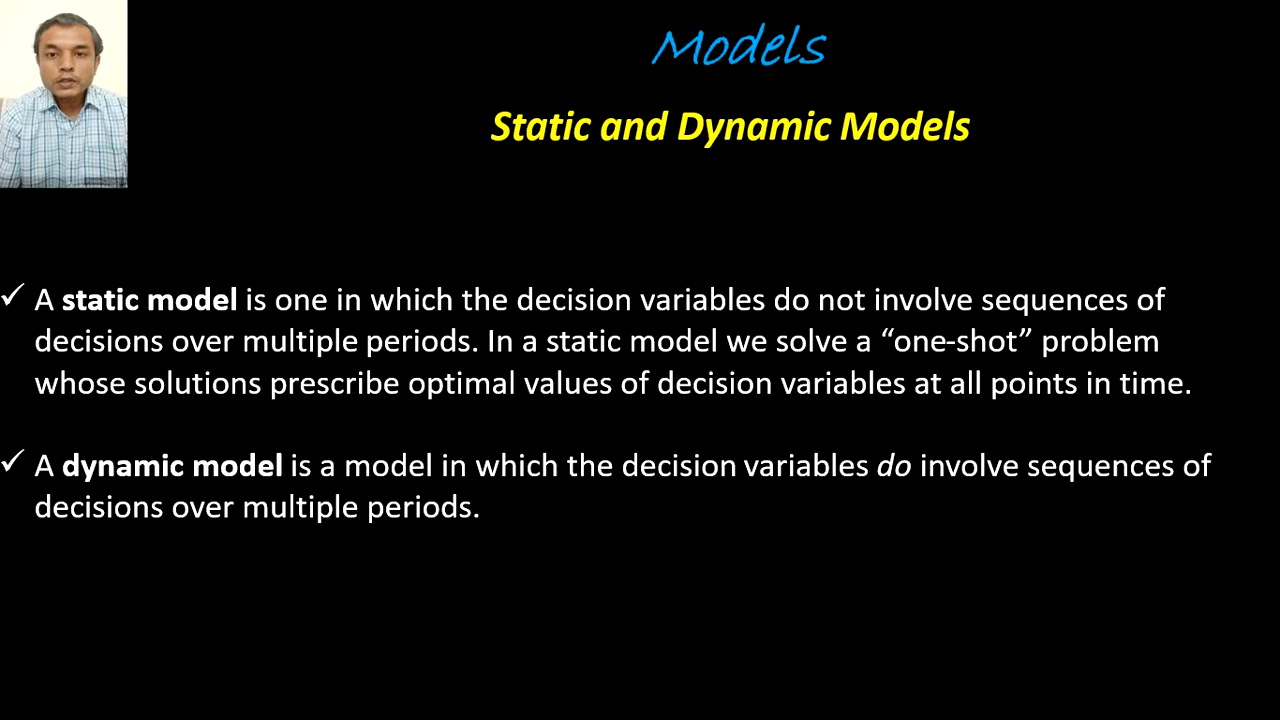 Models
Static and Dynamic Models
✓ A static model is one in which the decision variables do not involve sequences of
decisions over multiple periods. In a static model we solve a “one-shot” problem
whose solutions prescribe optimal values of decision variables at all points in time.
✓ A dynamic model is a model in which the decision variables do involve sequences of
decisions over multiple periods.